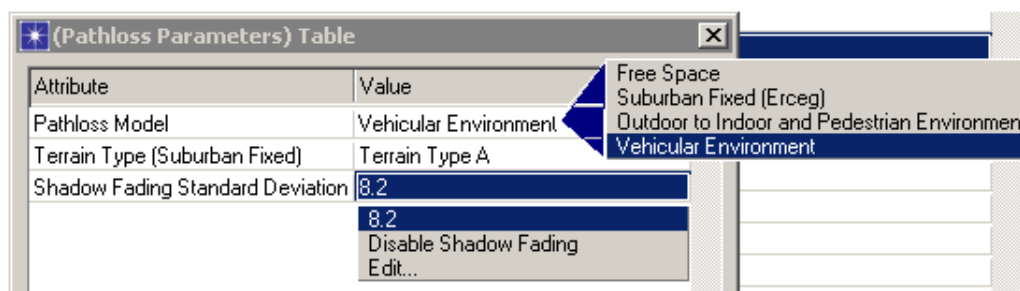 (Pathloss Parameters) Table
Attribute Value
Pathloss Model Vehicular Environment
Terrain Type (Suburban Fixed) Terrain Type A
Shadow Fading Standard Deviation 8.2
8.2
Disable Shadow Fading
Edit...
Free Space
Suburban Fixed (Erceg)
Outdoor to Indoor and Pedestrian Environmen
Vehicular Environment